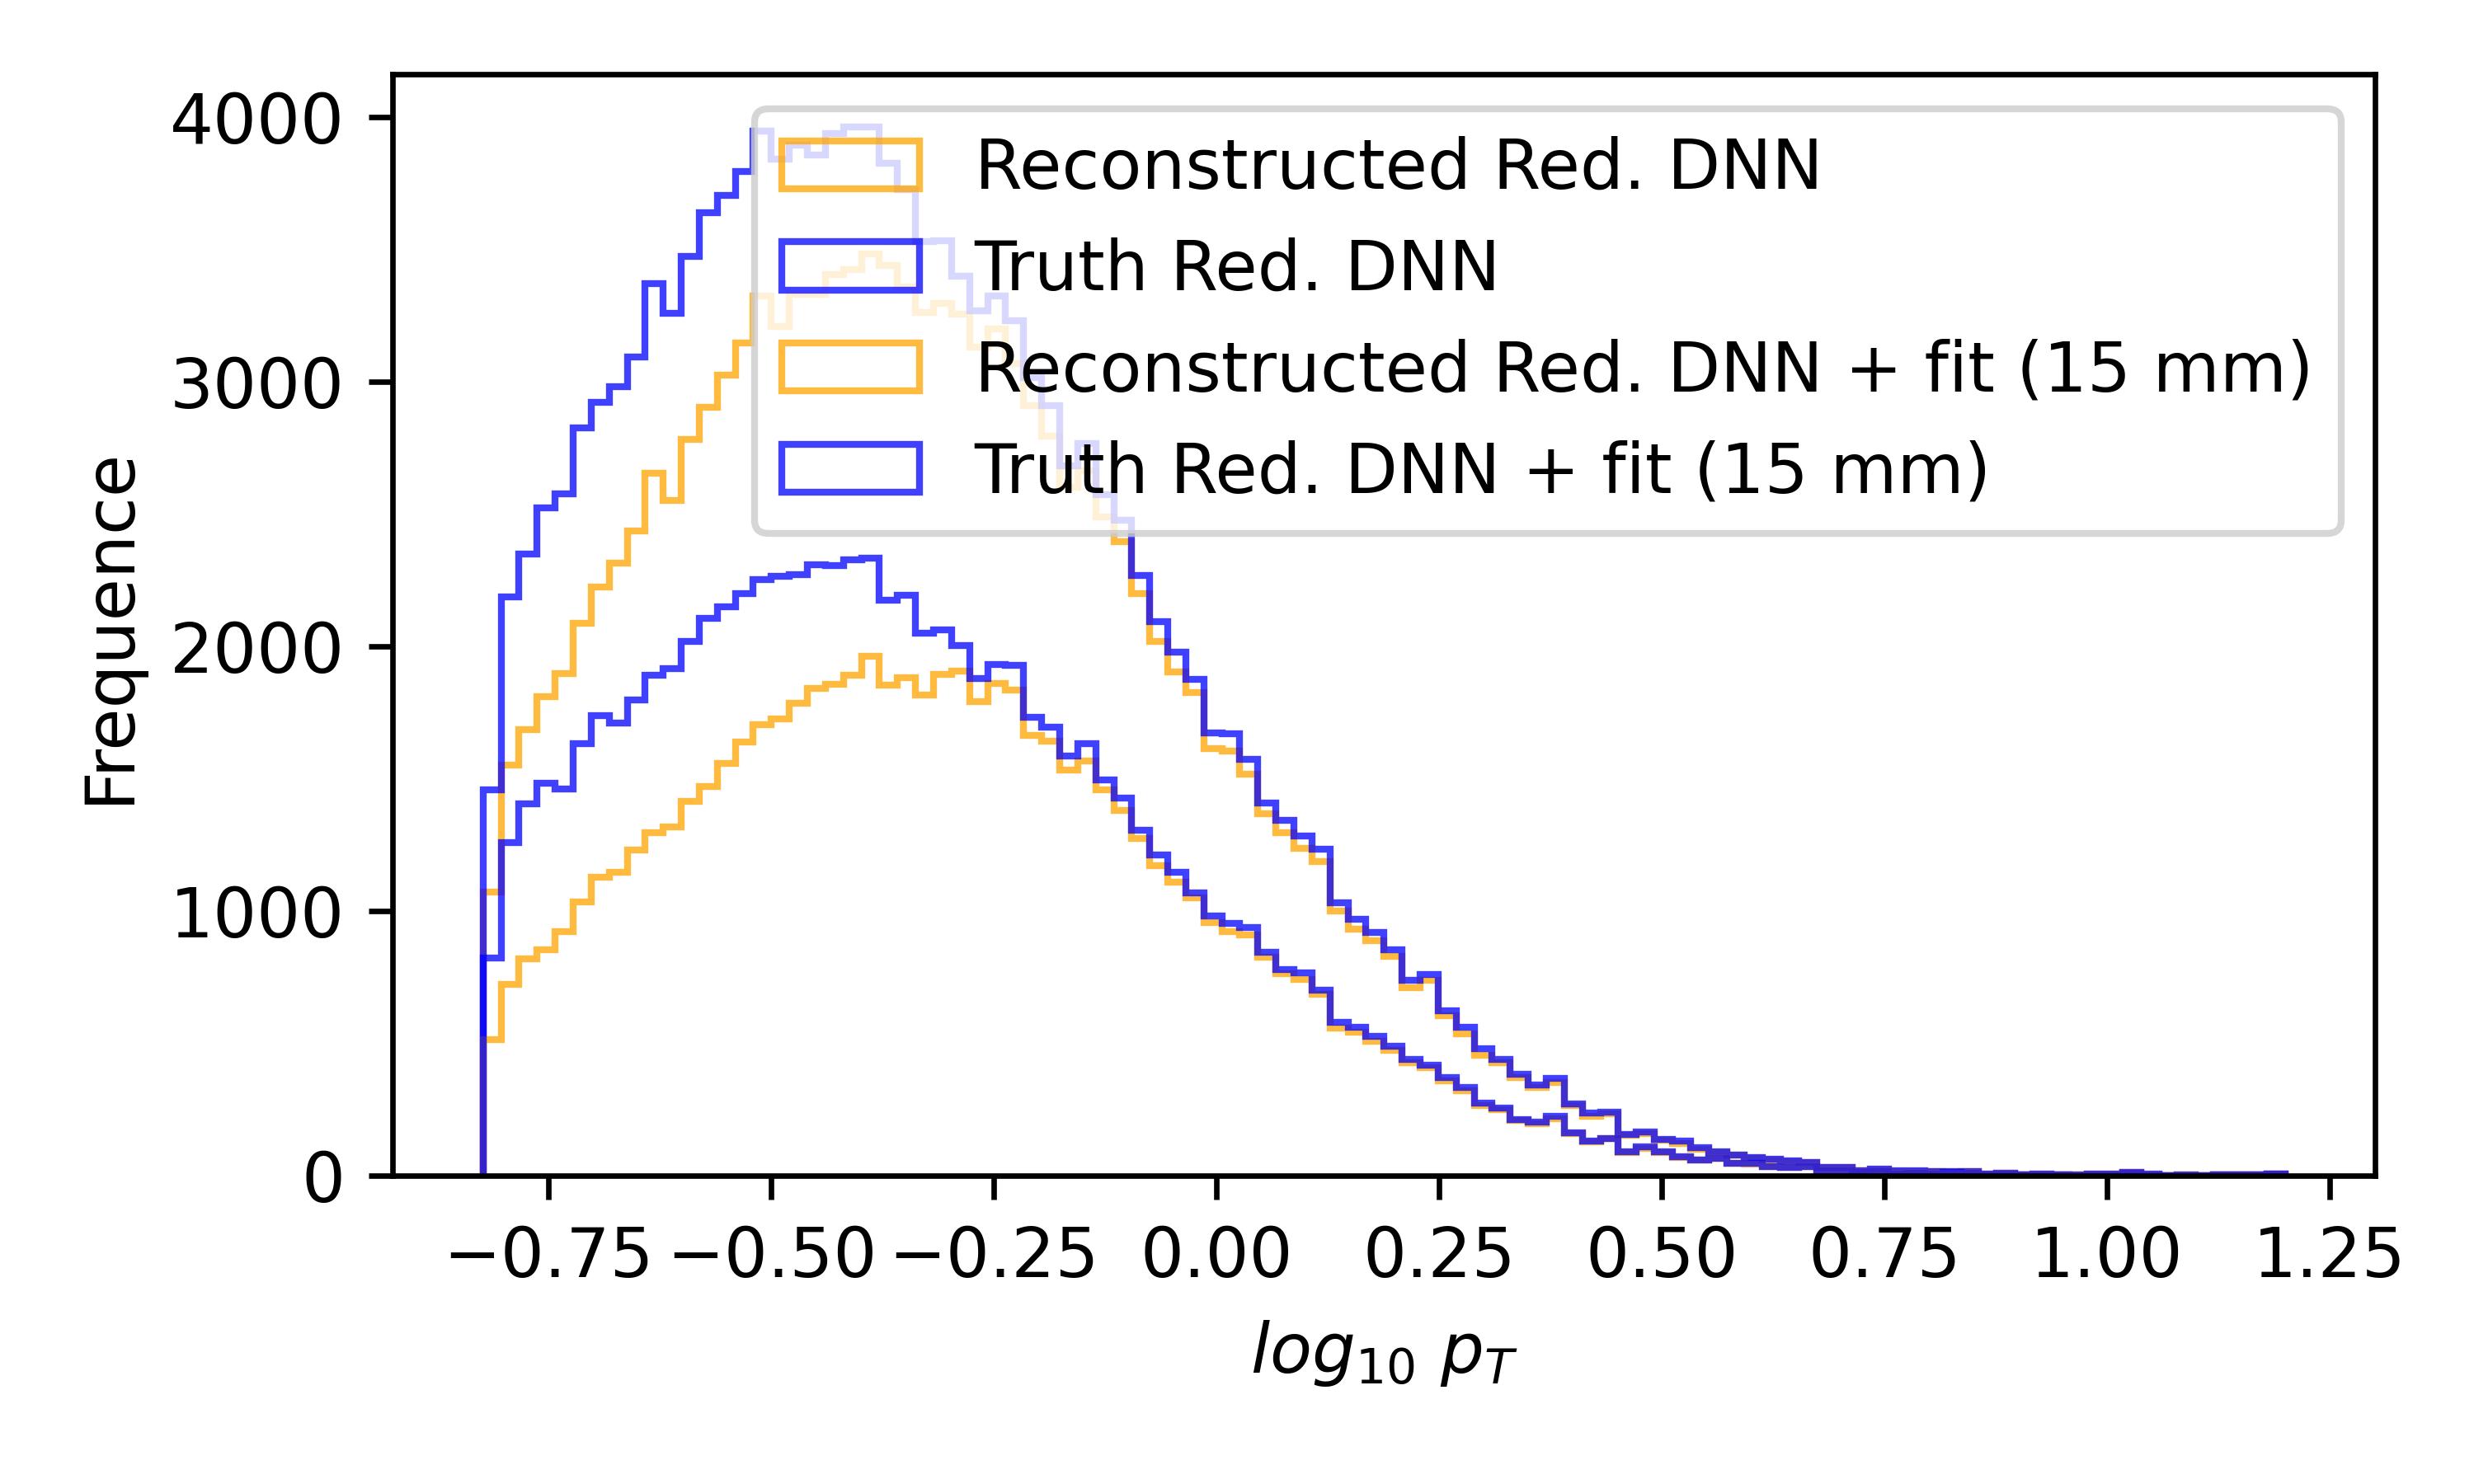 4000
3000
2000
1000
0
Frequence
Reconstructed Red. DNN
Truth Red. DNN
Reconstructed Red. DNN + fit (15 mm)
Truth Red. DNN + fit (15 mm)
−0.75 −0.50 −0.25 0.00 0.25 0.50 0.75 1.00 1.25
log₁₀ p_T